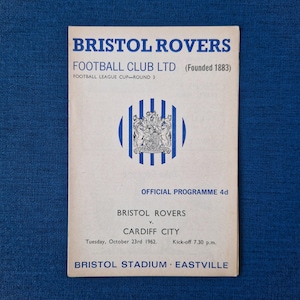 BRISTOL ROVERS
FOOTBALL CLUB LTD (Founded 1883)
FOOTBALL LEAGUE CUP—ROUND 3
OFFICIAL PROGRAMME 4d
BRISTOL ROVERS
v.
CARDIFF CITY
Tuesday, October 23rd 1962. Kick-off 7.30 p.m.
BRISTOL STADIUM · EASTVILLE